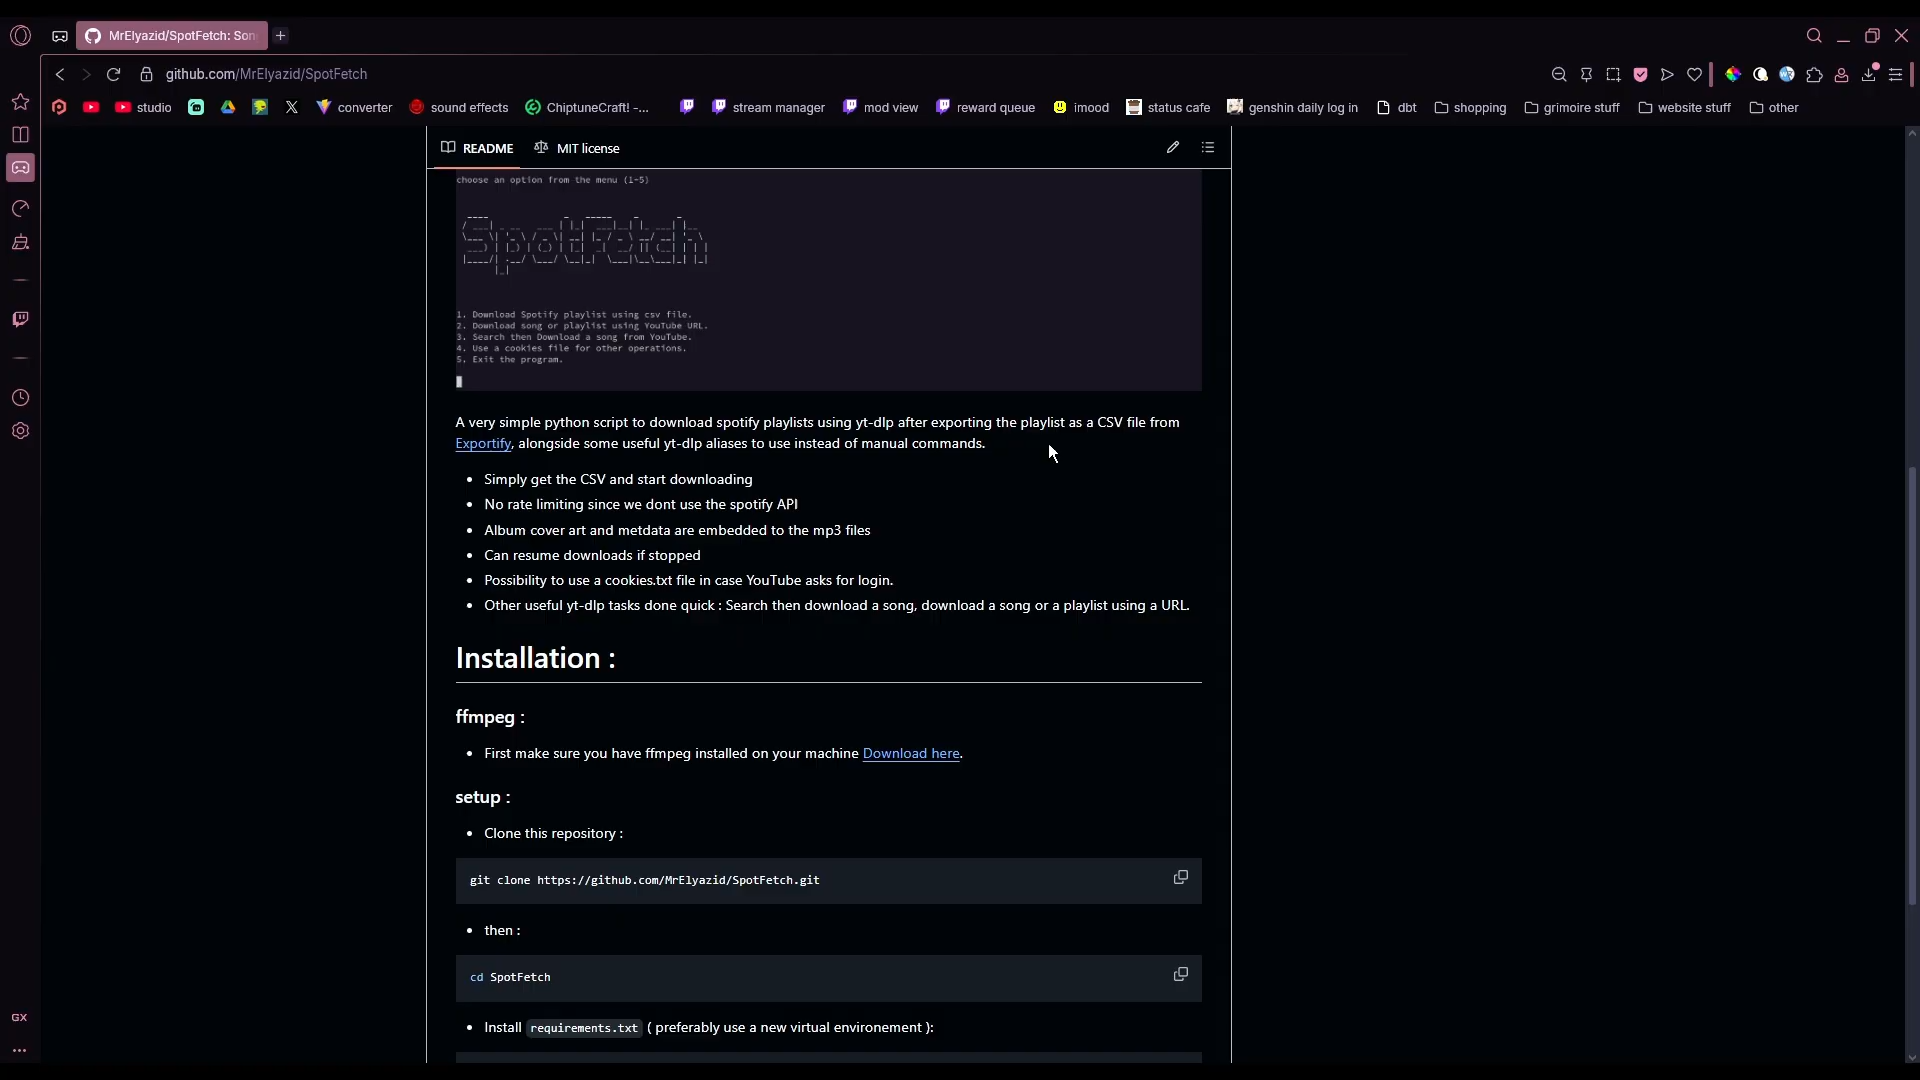 MrElyazid/SpotFetch: Son
github.com/MrElyazid/SpotFetch
studio
converter
sound effects
ChiptuneCraft! -...
stream manager
mod view
reward queue
imood
status cafe
genshin daily log in
dbt
shopping
grimoire stuff
website stuff
other
README
MIT license
choose an option from the menu (1-5)
SpotFetch
1. Download Spotify playlist using csv file.
2. Download song or playlist using YouTube URL.
3. Search then Download a song from YouTube.
4. Use a cookies file for other operations.
5. Exit the program.
A very simple python script to download spotify playlists using yt-dlp after exporting the playlist as a CSV file from
Exportify, alongside some useful yt-dlp aliases to use instead of manual commands.
• Simply get the CSV and start downloading
• No rate limiting since we dont use the spotify API
• Album cover art and metdata are embedded to the mp3 files
• Can resume downloads if stopped
• Possibility to use a cookies.txt file in case YouTube asks for login.
• Other useful yt-dlp tasks done quick : Search then download a song, download a song or a playlist using a URL.
Installation :
ffmpeg :
• First make sure you have ffmpeg installed on your machine Download here.
setup :
• Clone this repository :
git clone https://github.com/MrElyazid/SpotFetch.git
• then :
cd SpotFetch
• Install requirements.txt ( preferably use a new virtual environement ):
GX